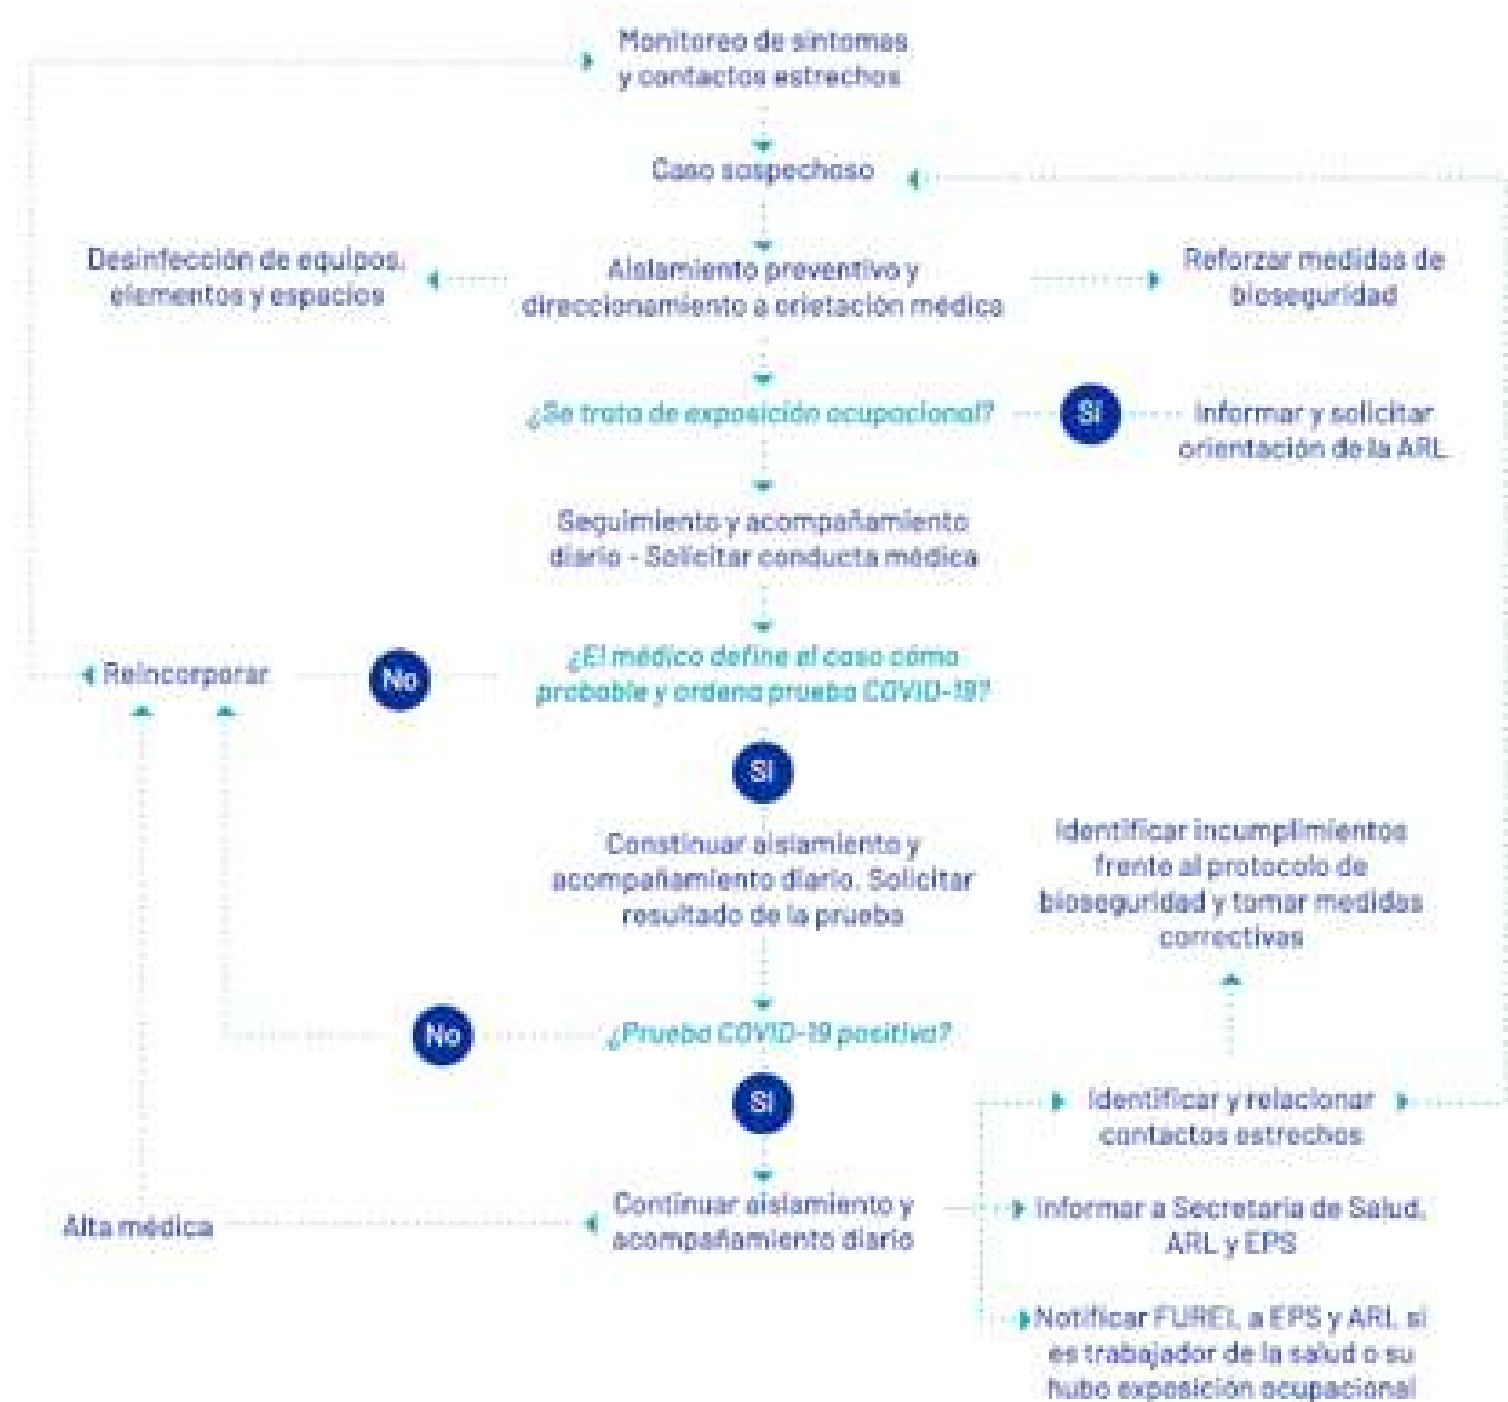 Monitoreo de síntomas
y contactos estrechos
Caso sospechoso
Desinfección de equipos,
elementos y espacios
Aislamiento preventivo y
direccionamiento a orietación médica
Reforzar medidas de
bioseguridad
¿Se trata de exposición ocupacional?
Si
Informar y solicitar
orientación de la ARL
Seguimiento y acompañamiento
diario - Solicitar conducta médica
Reincorporar
No
¿El médico define el caso cómo
probable y ordena prueba COVID-19?
Si
Constinuar aislamiento y
acompañamiento diario. Solicitar
resultado de la prueba
Identificar incumplimientos
frente al protocolo de
bioseguridad y tomar medidas
correctivas
No
¿Prueba COVID-19 positiva?
Si
Identificar y relacionar
contactos estrechos
Alta médica
Continuar aislamiento y
acompañamiento diario
Informar a Secretaria de Salud,
ARL y EPS
Notificar FUREL a EPS y ARL si
es trabajador de la salud o su
hubo exposición ocupacional